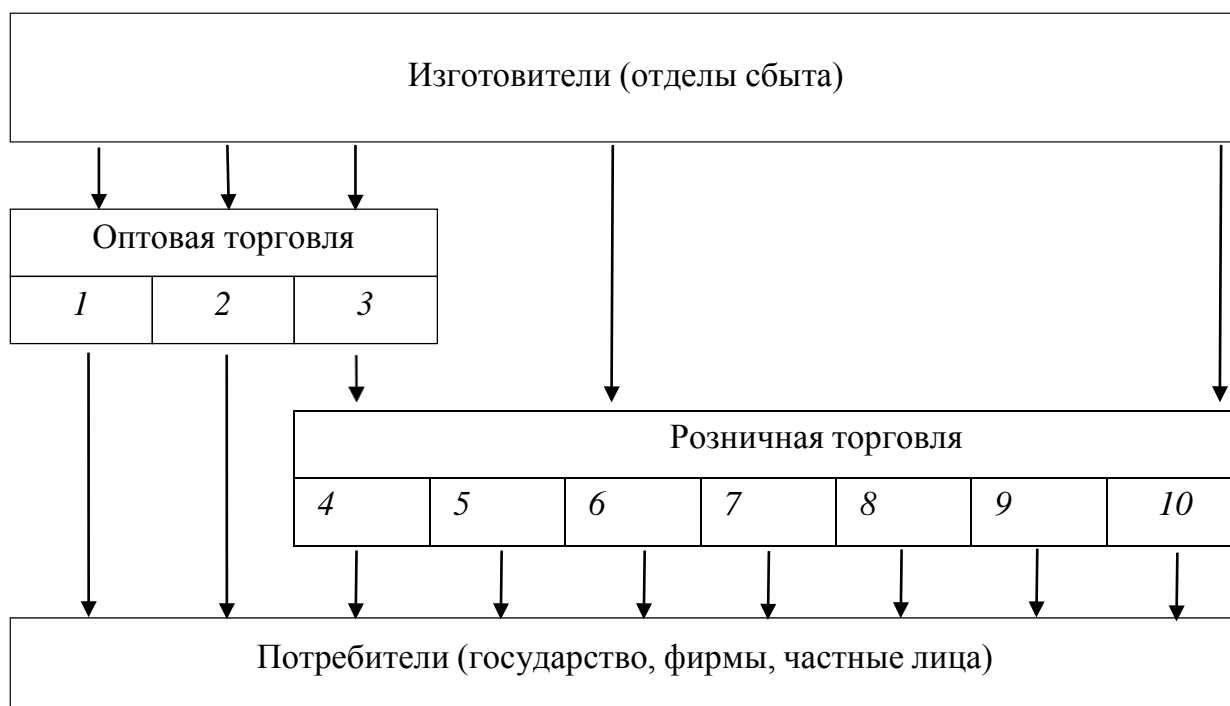 Изготовители (отделы сбыта)
Оптовая торговля
1 2 3
Розничная торговля
4 5 6 7 8 9 10
Потребители (государство, фирмы, частные лица)